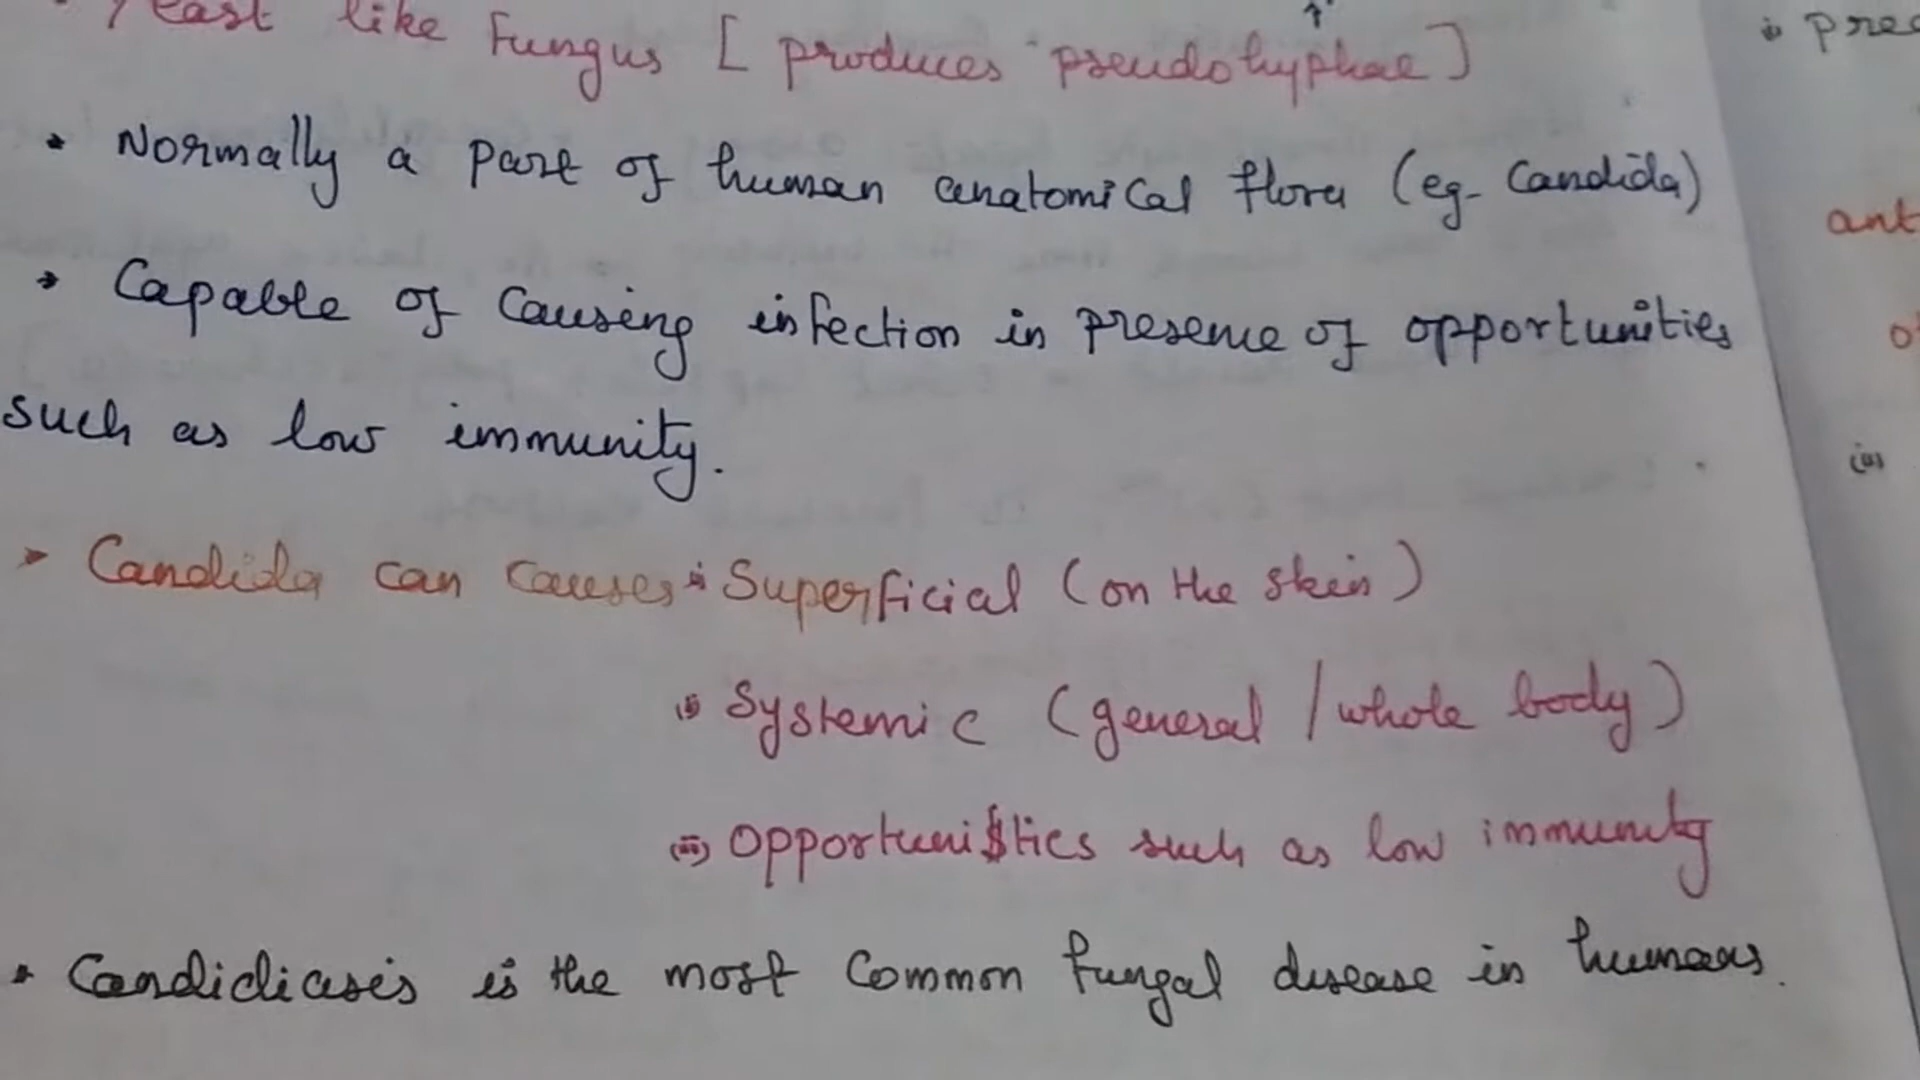 Yeast like Fungus [ produces pseudohyphae ]
• Normally a part of human anatomical flora (eg- Candida)
• Capable of causing infection in presence of opportunities
such as low immunity.
➤ Candida can causes i) Superficial (on the skin)
ii) Systemic (general / whole body)
(iii) Opportunistics such as low immunity
• Candidiciasis is the most common fungal disease in humans.
ant
(ii)